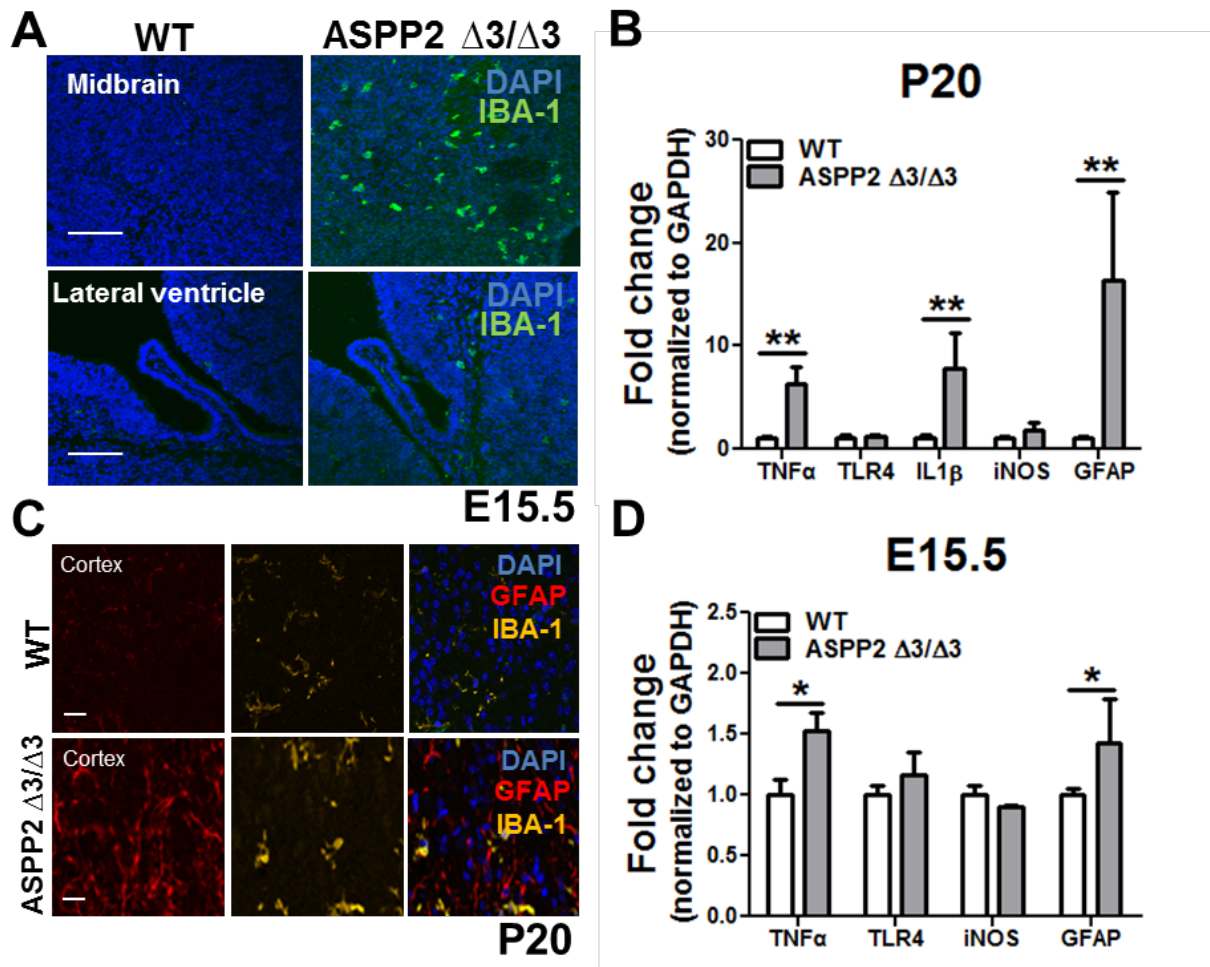 A
WT
ASPP2 Δ3/Δ3
Midbrain
DAPI
IBA-1
Lateral ventricle
DAPI
IBA-1
E15.5
B
P20
Fold change
(normalized to GAPDH)
30
20
10
0
WT
ASPP2 Δ3/Δ3
**
**
**
TNFα
TLR4
IL1β
iNOS
GFAP
C
WT
Cortex
DAPI
GFAP
IBA-1
ASPP2 Δ3/Δ3
Cortex
DAPI
GFAP
IBA-1
P20
D
E15.5
Fold change
(normalized to GAPDH)
2.5
2.0
1.5
1.0
0.5
0.0
WT
ASPP2 Δ3/Δ3
*
*
TNFα
TLR4
iNOS
GFAP